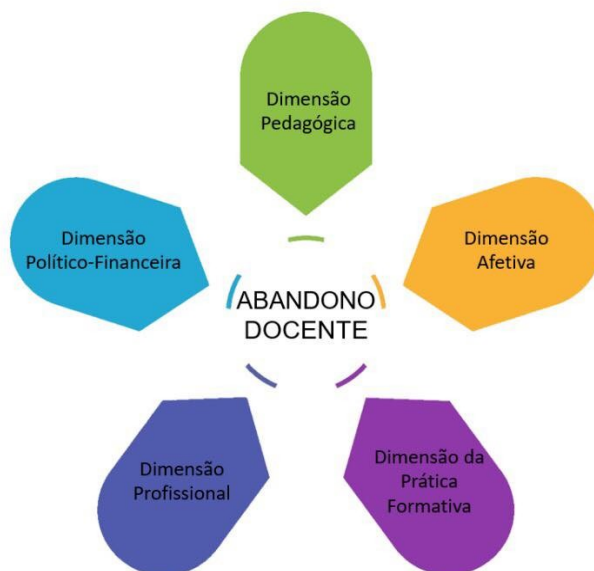 Dimensão
Pedagógica
Dimensão
Político-Financeira
Dimensão
Afetiva
ABANDONO
DOCENTE
Dimensão
Profissional
Dimensão da
Prática
Formativa